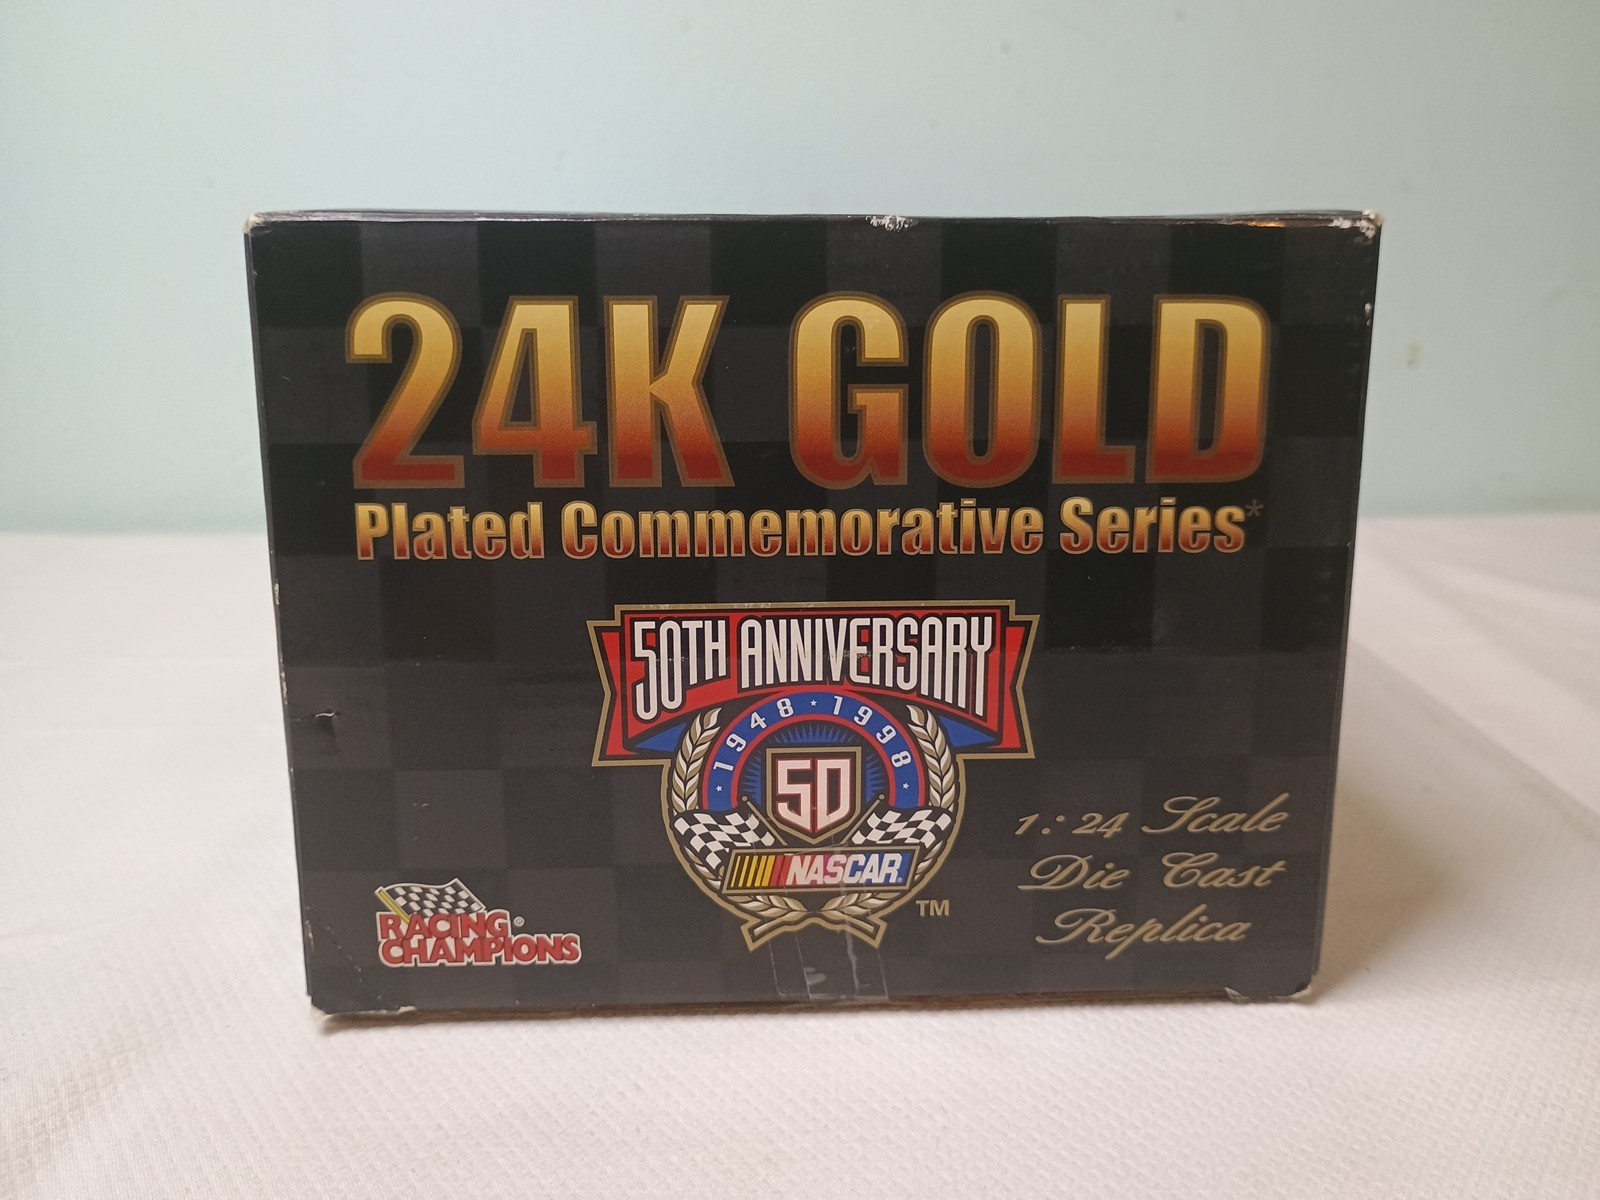 24K GOLD
Plated Commemorative Series*
50TH ANNIVERSARY
1948 · 1998
50
NASCAR®
TM
1:24 Scale
Die Cast
Replica
RACING®
CHAMPIONS